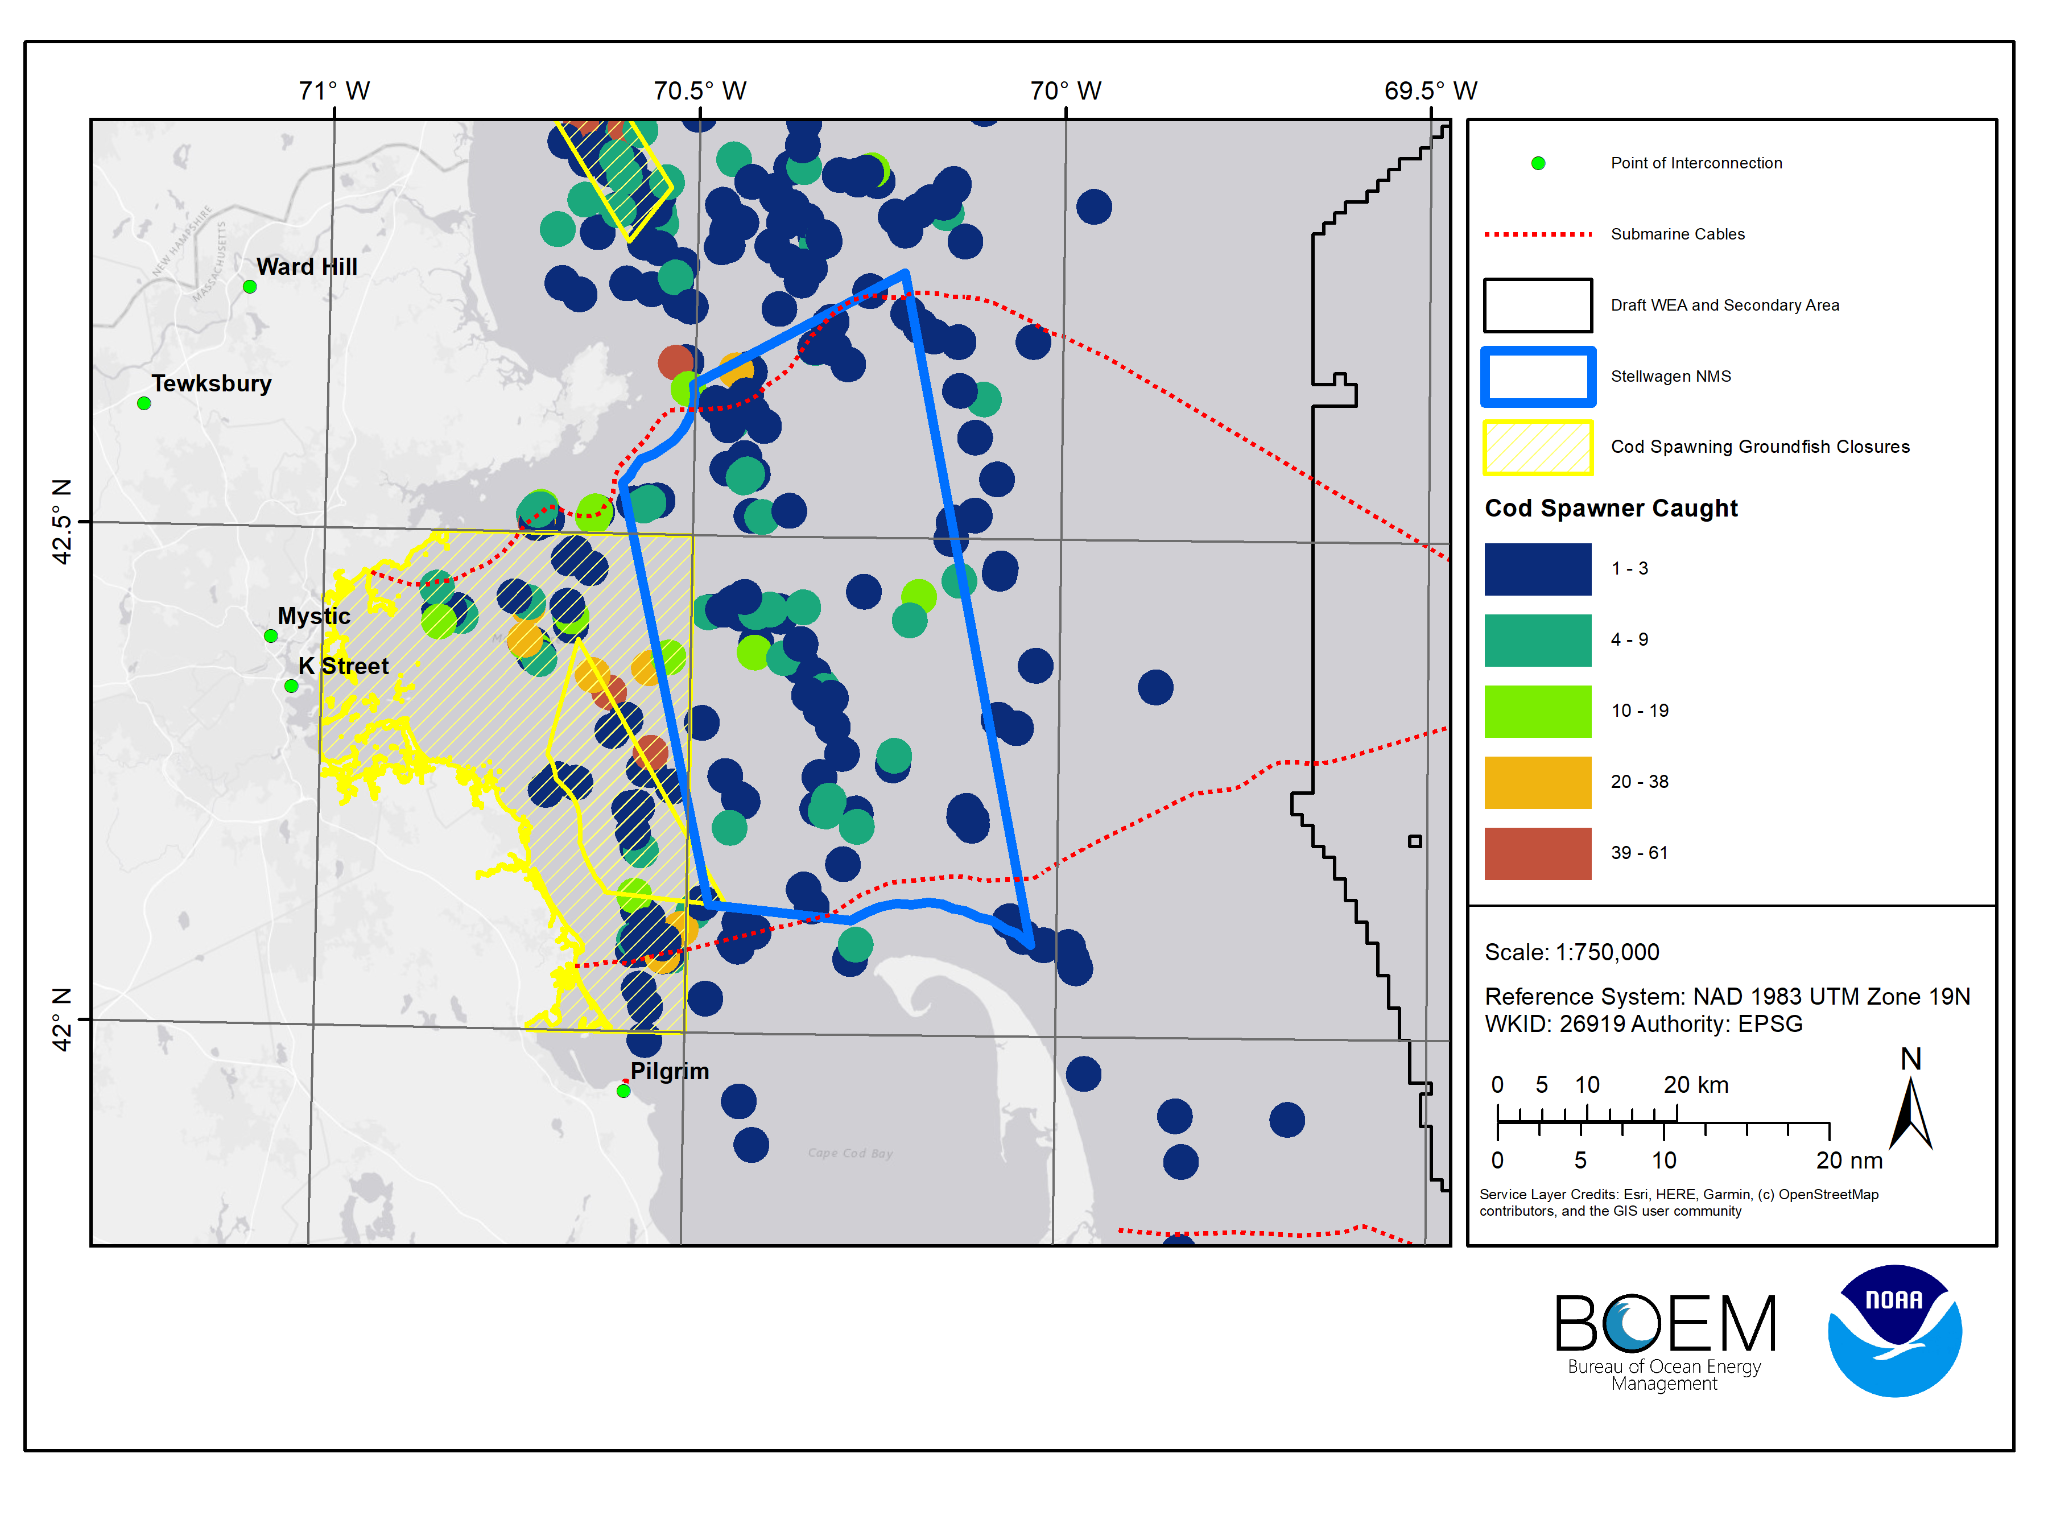 71° W
70.5° W
70° W
69.5° W
42.5° N
42° N
NEW HAMPSHIRE
MASSACHUSETTS
Ward Hill
Tewksbury
Mystic
K Street
Pilgrim
Cape Cod Bay
Point of Interconnection
Submarine Cables
Draft WEA and Secondary Area
Stellwagen NMS
Cod Spawning Groundfish Closures
Cod Spawner Caught
1 - 3
4 - 9
10 - 19
20 - 38
39 - 61
Scale: 1:750,000
Reference System: NAD 1983 UTM Zone 19N
WKID: 26919 Authority: EPSG
N
0 5 10 20 km
0 5 10 20 nm
Service Layer Credits: Esri, HERE, Garmin, (c) OpenStreetMap
contributors, and the GIS user community
BOEM
Bureau of Ocean Energy
Management
NOAA